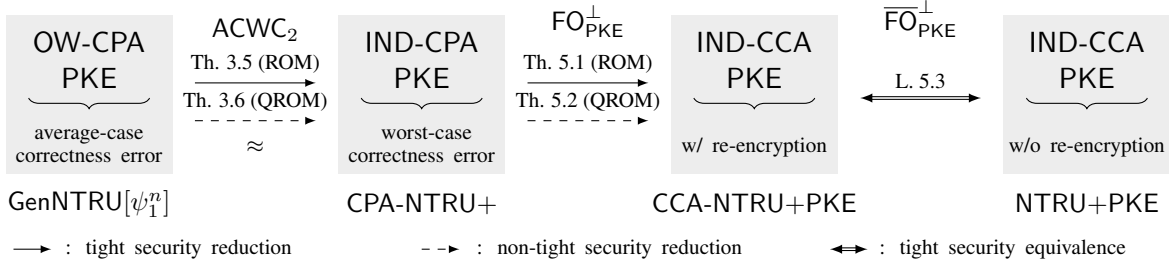 OW-CPA
PKE
average-case
correctness error
GenNTRU[ψ₁ⁿ]
ACWC₂
Th. 3.5 (ROM)
Th. 3.6 (QROM)
≈
IND-CPA
PKE
worst-case
correctness error
CPA-NTRU+
FO^⊥_PKE
Th. 5.1 (ROM)
Th. 5.2 (QROM)
IND-CCA
PKE
w/ re-encryption
CCA-NTRU+PKE
F̅O̅^⊥_PKE
L. 5.3
IND-CCA
PKE
w/o re-encryption
NTRU+PKE
: tight security reduction
: non-tight security reduction
: tight security equivalence